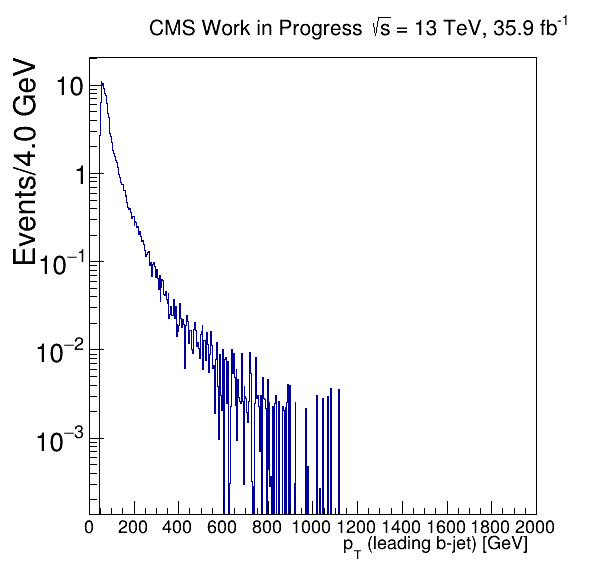 CMS Work in Progress √s = 13 TeV, 35.9 fb⁻¹
Events/4.0 GeV
10
1
10⁻¹
10⁻²
10⁻³
0 200 400 600 800 1000 1200 1400 1600 1800 2000
p_T (leading b-jet) [GeV]